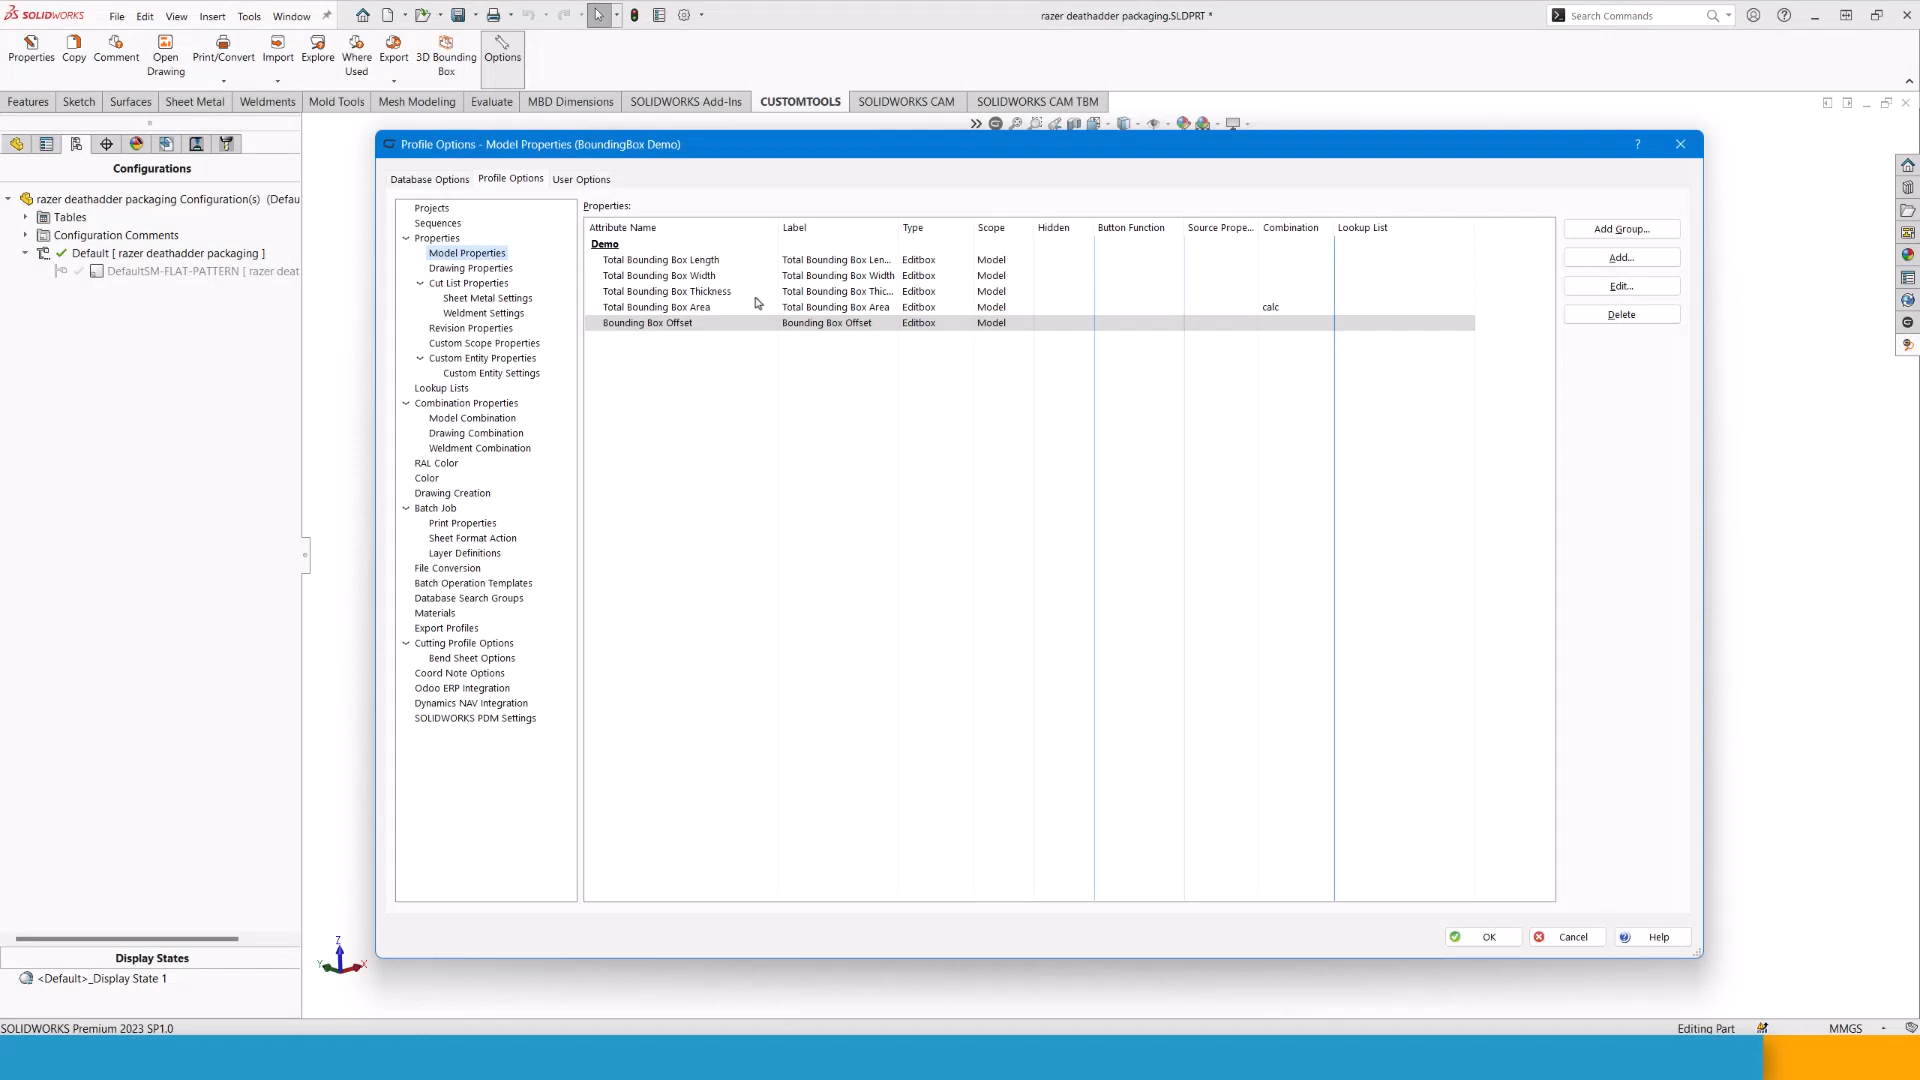 SOLIDWORKS File Edit View Insert Tools Window
razer deathadder packaging.SLDPRT *
Search Commands
Properties Copy Comment Open Drawing Print/Convert Import Explore Where Used Export 3D Bounding Box Options
Features Sketch Surfaces Sheet Metal Weldments Mold Tools Mesh Modeling Evaluate MBD Dimensions SOLIDWORKS Add-Ins CUSTOMTOOLS SOLIDWORKS CAM SOLIDWORKS CAM TBM
Configurations
razer deathadder packaging Configuration(s) (Defau
Tables
Configuration Comments
Default [ razer deathadder packaging ]
DefaultSM-FLAT-PATTERN [ razer deat
Profile Options - Model Properties (BoundingBox Demo)
?
Database Options Profile Options User Options
Projects
Sequences
Properties
Model Properties
Drawing Properties
Cut List Properties
Sheet Metal Settings
Weldment Settings
Revision Properties
Custom Scope Properties
Custom Entity Properties
Custom Entity Settings
Lookup Lists
Combination Properties
Model Combination
Drawing Combination
Weldment Combination
RAL Color
Color
Drawing Creation
Batch Job
Print Properties
Sheet Format Action
Layer Definitions
File Conversion
Batch Operation Templates
Database Search Groups
Materials
Export Profiles
Cutting Profile Options
Bend Sheet Options
Coord Note Options
Odoo ERP Integration
Dynamics NAV Integration
SOLIDWORKS PDM Settings
Properties:
Attribute Name Label Type Scope Hidden Button Function Source Prope... Combination Lookup List
Demo
Total Bounding Box Length Total Bounding Box Len... Editbox Model
Total Bounding Box Width Total Bounding Box Width Editbox Model
Total Bounding Box Thickness Total Bounding Box Thic... Editbox Model
Total Bounding Box Area Total Bounding Box Area Editbox Model calc
Bounding Box Offset Bounding Box Offset Editbox Model
Add Group...
Add...
Edit...
Delete
OK Cancel Help
Z
Y X
Display States
<Default>_Display State 1
SOLIDWORKS Premium 2023 SP1.0
Editing Part MMGS